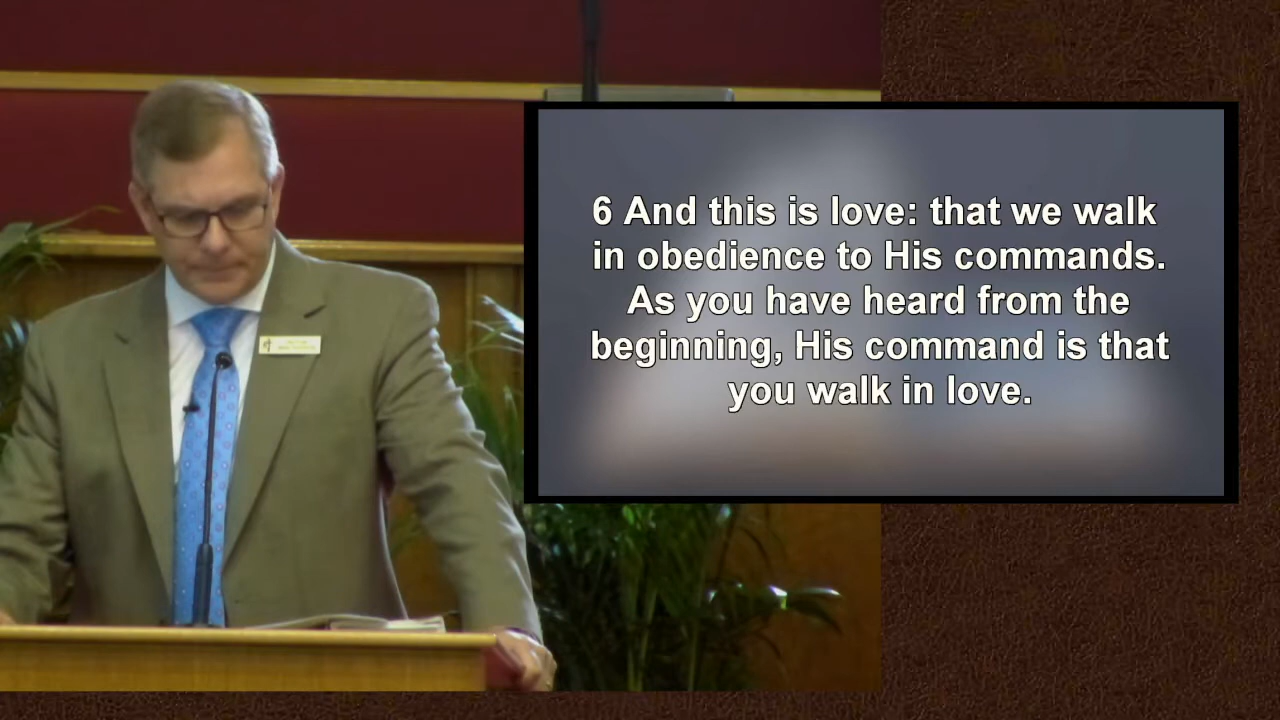 6 And this is love: that we walk
in obedience to His commands.
As you have heard from the
beginning, His command is that
you walk in love.